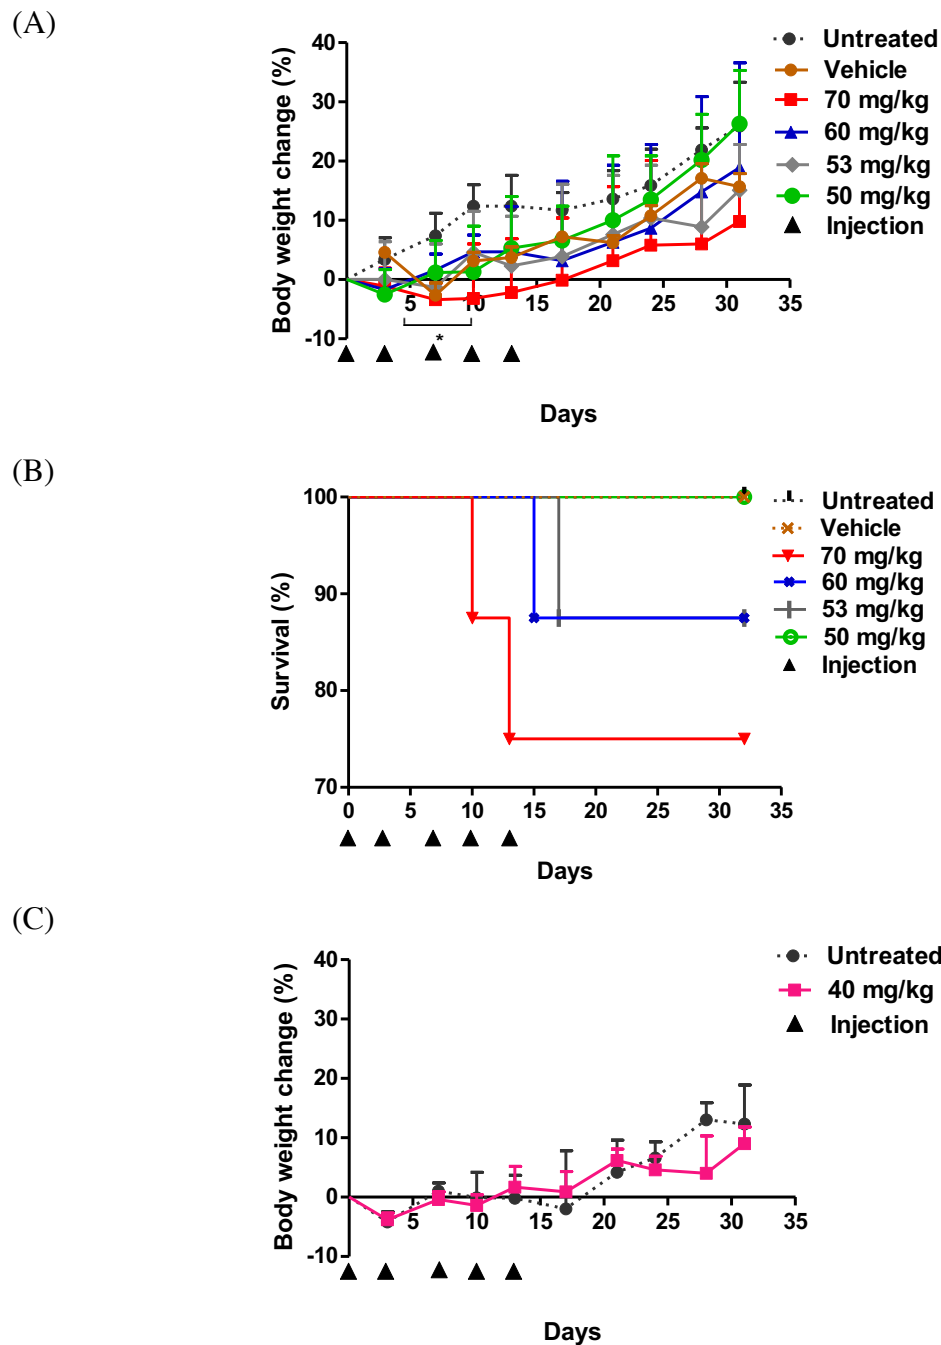 (A)
Body weight change (%)
40
30
20
10
0
-10
5
10
15
20
25
30
35
*
Days
Untreated
Vehicle
70 mg/kg
60 mg/kg
53 mg/kg
50 mg/kg
Injection
(B)
Survival (%)
100
90
80
70
0
5
10
15
20
25
30
35
Days
Untreated
Vehicle
70 mg/kg
60 mg/kg
53 mg/kg
50 mg/kg
Injection
(C)
Body weight change (%)
40
30
20
10
0
-10
5
10
15
20
25
30
35
Days
Untreated
40 mg/kg
Injection